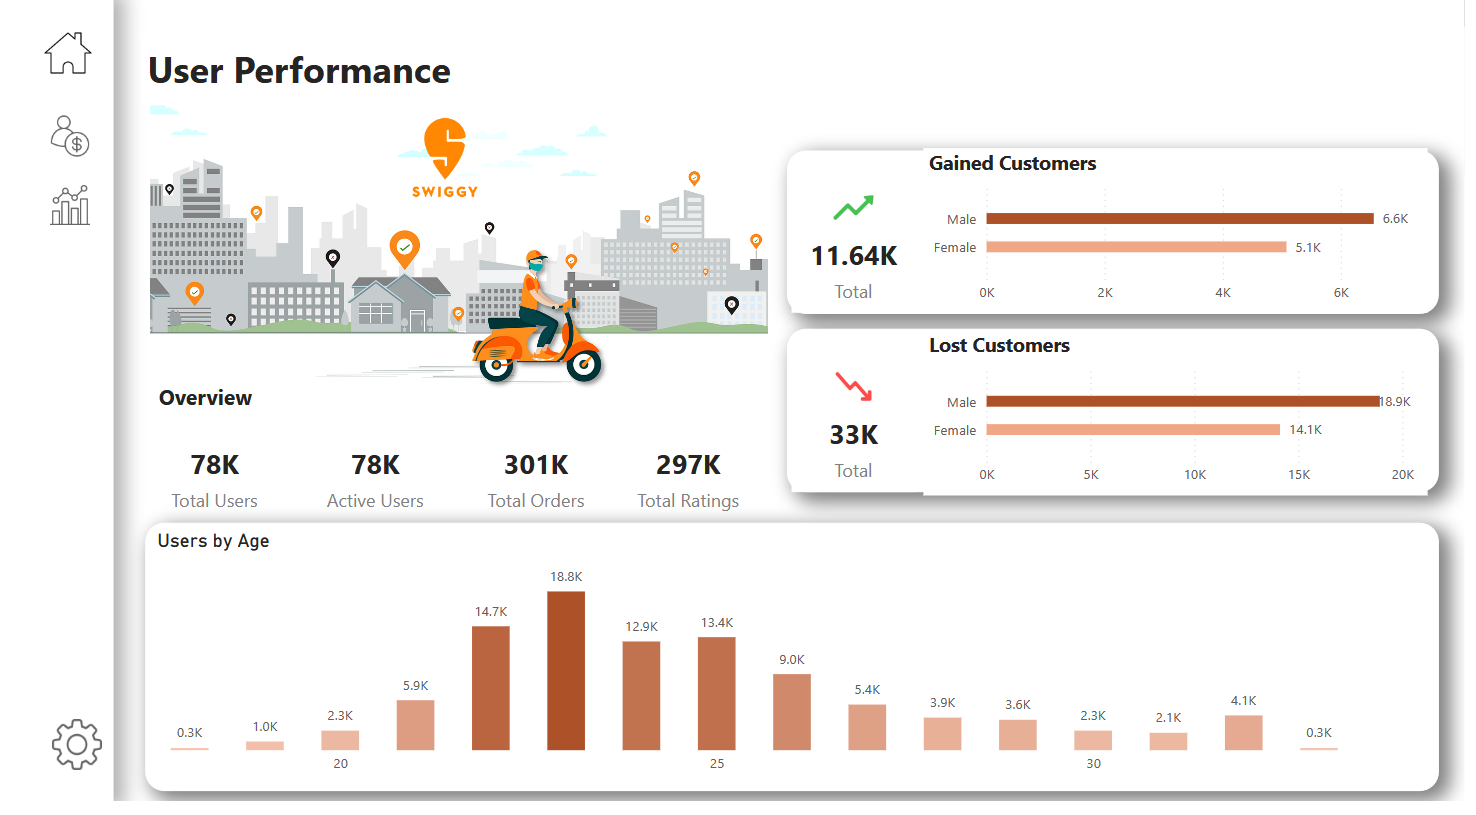 User Performance
SWIGGY
Gained Customers
11.64K
Total
Male
6.6K
Female
5.1K
0K
2K
4K
6K
Lost Customers
33K
Total
Male
18.9K
Female
14.1K
0K
5K
10K
15K
20K
Overview
78K
Total Users
78K
Active Users
301K
Total Orders
297K
Total Ratings
Users by Age
0.3K
1.0K
2.3K
5.9K
14.7K
18.8K
12.9K
13.4K
9.0K
5.4K
3.9K
3.6K
2.3K
2.1K
4.1K
0.3K
20
25
30